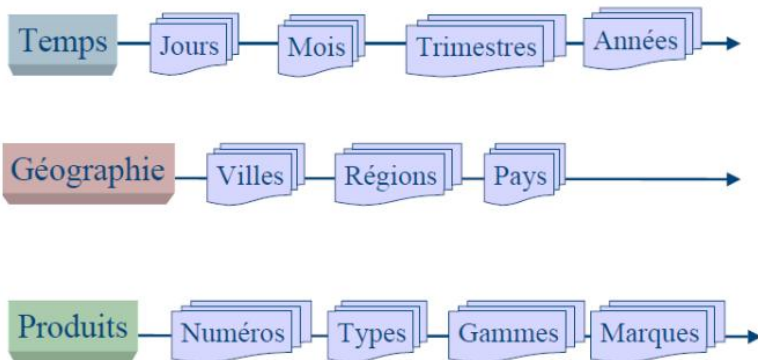 Temps Jours Mois Trimestres Années
Géographie Villes Régions Pays
Produits Numéros Types Gammes Marques